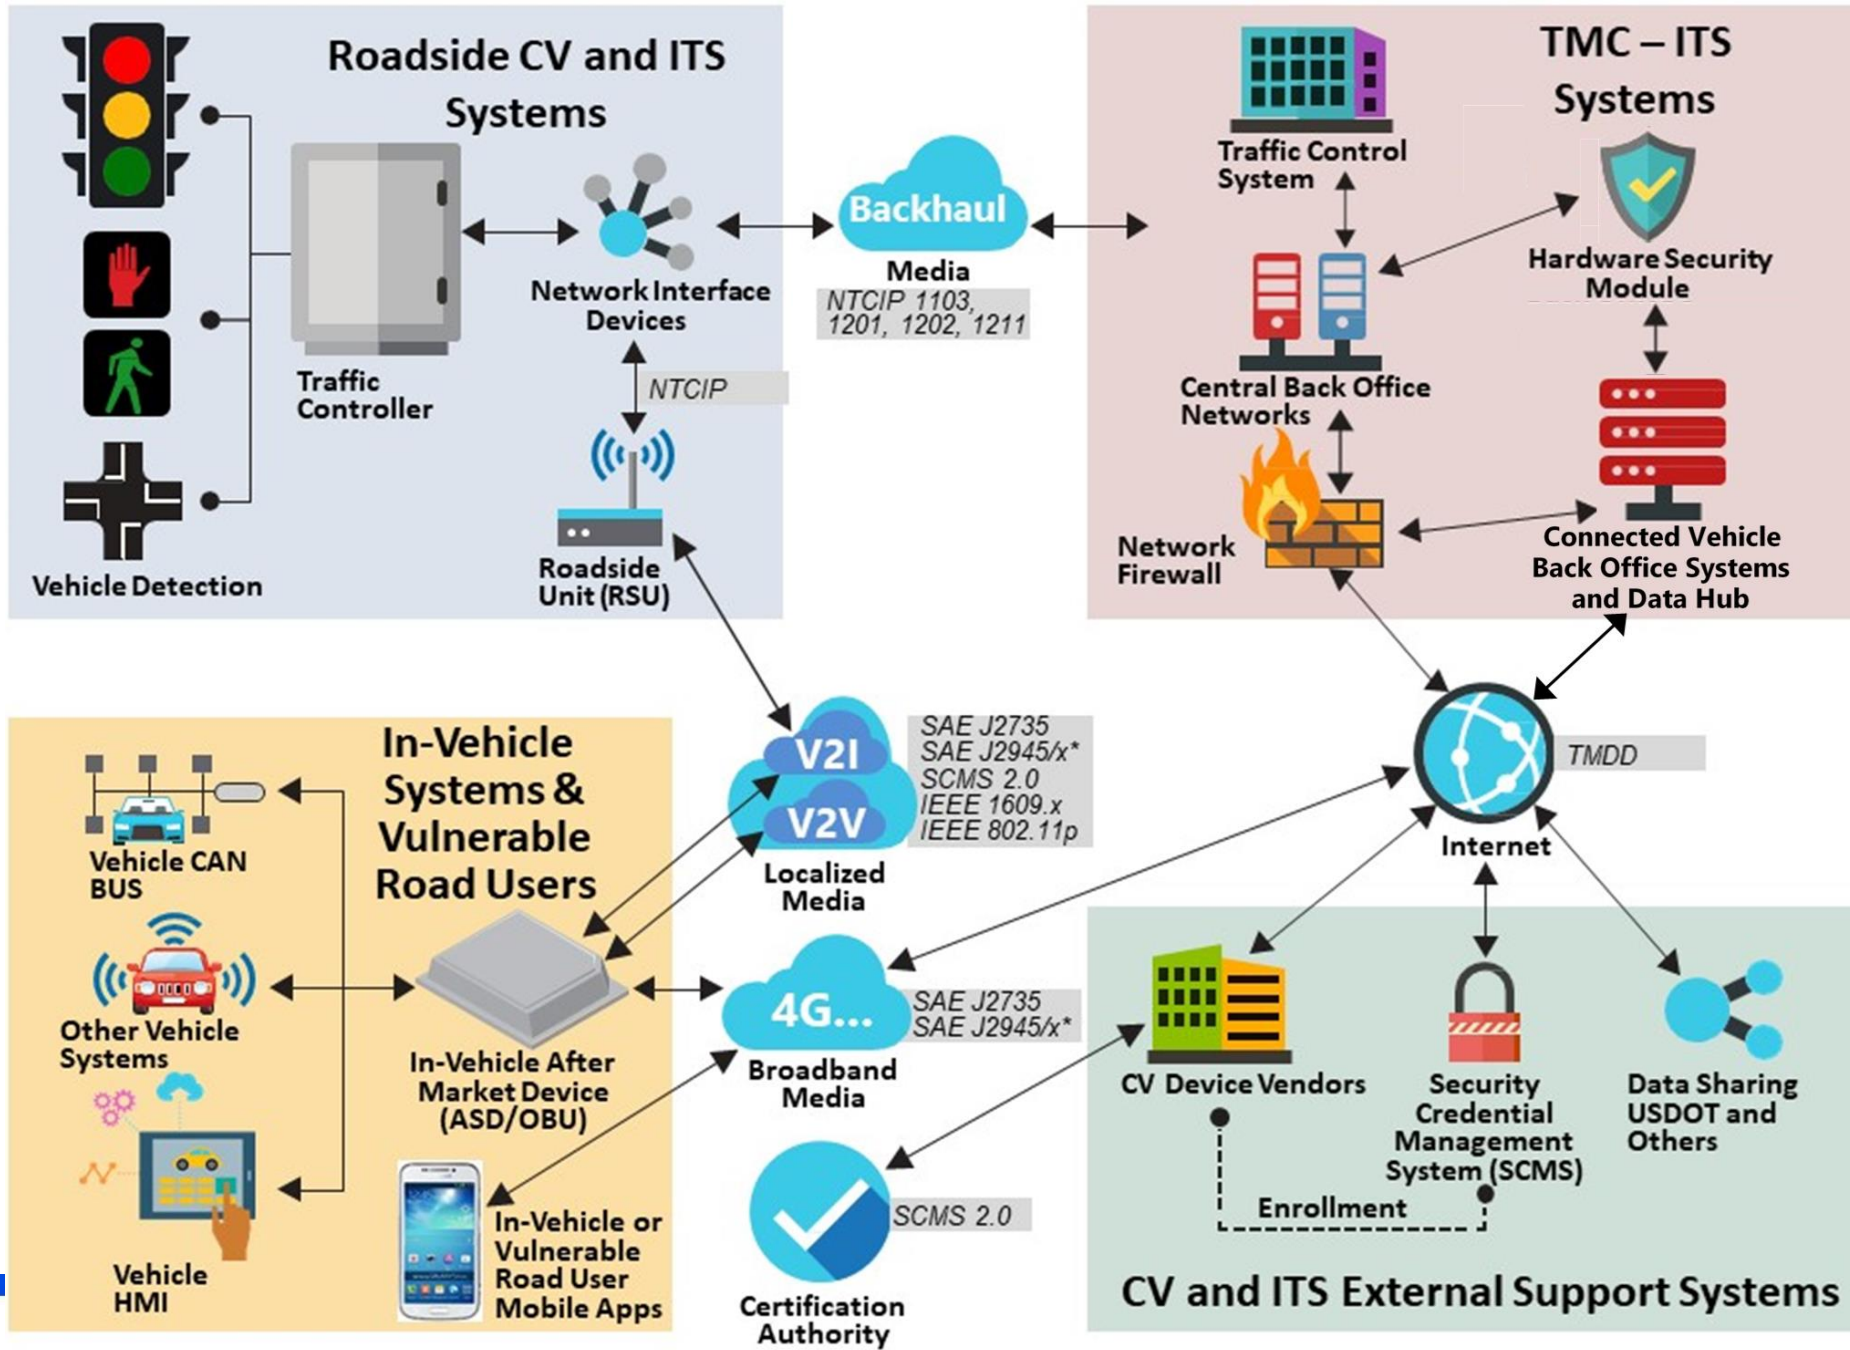 Roadside CV and ITS
Systems
Traffic
Controller
Network Interface
Devices
NTCIP
Roadside
Unit (RSU)
Vehicle Detection
Backhaul
Media
NTCIP 1103,
1201, 1202, 1211
TMC – ITS
Systems
Traffic Control
System
Hardware Security
Module
Central Back Office
Networks
Network
Firewall
Connected Vehicle
Back Office Systems
and Data Hub
In-Vehicle
Systems &
Vulnerable
Road Users
Vehicle CAN
BUS
Other Vehicle
Systems
Vehicle
HMI
In-Vehicle After
Market Device
(ASD/OBU)
In-Vehicle or
Vulnerable
Road User
Mobile Apps
V2I
V2V
Localized
Media
SAE J2735
SAE J2945/x*
SCMS 2.0
IEEE 1609.x
IEEE 802.11p
4G...
Broadband
Media
SAE J2735
SAE J2945/x*
Certification
Authority
SCMS 2.0
Internet
TMDD
CV Device Vendors
Security
Credential
Management
System (SCMS)
Data Sharing
USDOT and
Others
Enrollment
CV and ITS External Support Systems